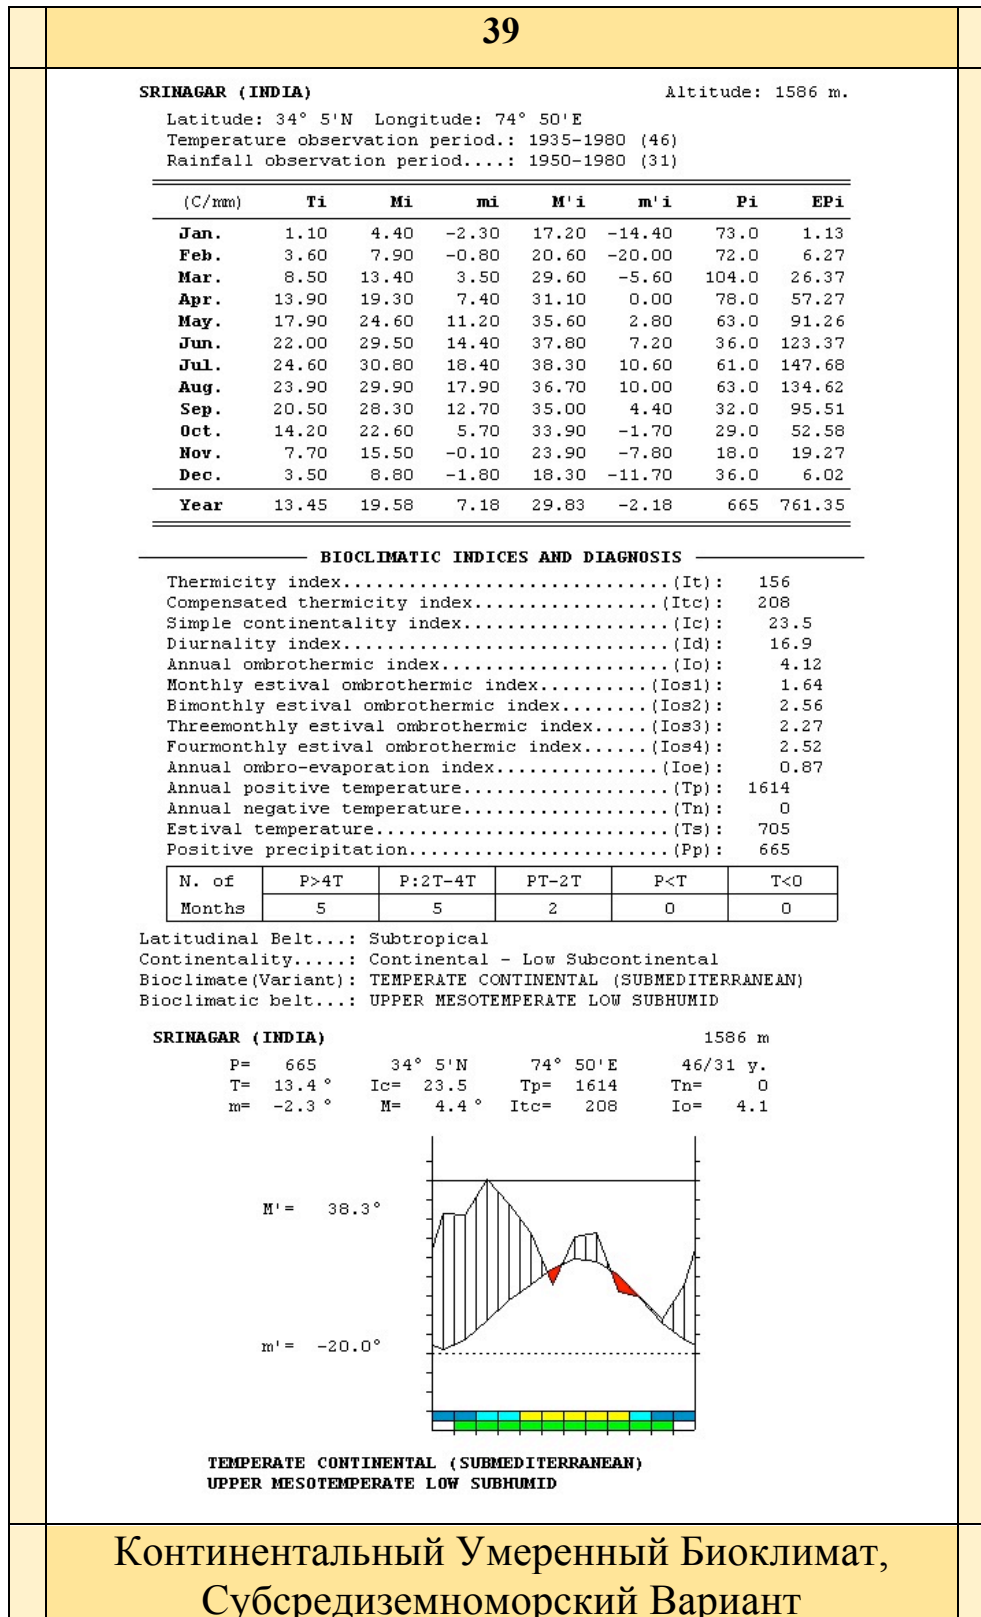 39
SRINAGAR (INDIA) Altitude: 1586 m.
Latitude: 34° 5'N Longitude: 74° 50'E
Temperature observation period.: 1935-1980 (46)
Rainfall observation period....: 1950-1980 (31)
(C/mm) Ti Mi mi M'i m'i Pi EPi
Jan. 1.10 4.40 -2.30 17.20 -14.40 73.0 1.13
Feb. 3.60 7.90 -0.80 20.60 -20.00 72.0 6.27
Mar. 8.50 13.40 3.50 29.60 -5.60 104.0 26.37
Apr. 13.90 19.30 7.40 31.10 0.00 78.0 57.27
May. 17.90 24.60 11.20 35.60 2.80 63.0 91.26
Jun. 22.00 29.50 14.40 37.80 7.20 36.0 123.37
Jul. 24.60 30.80 18.40 38.30 10.60 61.0 147.68
Aug. 23.90 29.90 17.90 36.70 10.00 63.0 134.62
Sep. 20.50 28.30 12.70 35.00 4.40 32.0 95.51
Oct. 14.20 22.60 5.70 33.90 -1.70 29.0 52.58
Nov. 7.70 15.50 -0.10 23.90 -7.80 18.0 19.27
Dec. 3.50 8.80 -1.80 18.30 -11.70 36.0 6.02
Year 13.45 19.58 7.18 29.83 -2.18 665 761.35
BIOCLIMATIC INDICES AND DIAGNOSIS
Thermicity index..............................(It): 156
Compensated thermicity index.................(Itc): 208
Simple continentality index...................(Ic): 23.5
Diurnality index..............................(Id): 16.9
Annual ombrothermic index.....................(Io): 4.12
Monthly estival ombrothermic index..........(Ios1): 1.64
Bimonthly estival ombrothermic index........(Ios2): 2.56
Threemonthly estival ombrothermic index.....(Ios3): 2.27
Fourmonthly estival ombrothermic index......(Ios4): 2.52
Annual ombro-evaporation index...............(Ioe): 0.87
Annual positive temperature...................(Tp): 1614
Annual negative temperature...................(Tn): 0
Estival temperature...........................(Ts): 705
Positive precipitation........................(Pp): 665
N. of P>4T P:2T-4T PT-2T P<T T<0
Months 5 5 2 0 0
Latitudinal Belt...: Subtropical
Continentality.....: Continental - Low Subcontinental
Bioclimate(Variant): TEMPERATE CONTINENTAL (SUBMEDITERRANEAN)
Bioclimatic belt...: UPPER MESOTEMPERATE LOW SUBHUMID
SRINAGAR (INDIA) 1586 m
P= 665 34° 5'N 74° 50'E 46/31 y.
T= 13.4 ° Ic= 23.5 Tp= 1614 Tn= 0
m= -2.3 ° M= 4.4 ° Itc= 208 Io= 4.1
M'= 38.3°
m'= -20.0°
TEMPERATE CONTINENTAL (SUBMEDITERRANEAN)
UPPER MESOTEMPERATE LOW SUBHUMID
Континентальный Умеренный Биоклимат,
Субсредиземноморский Вариант